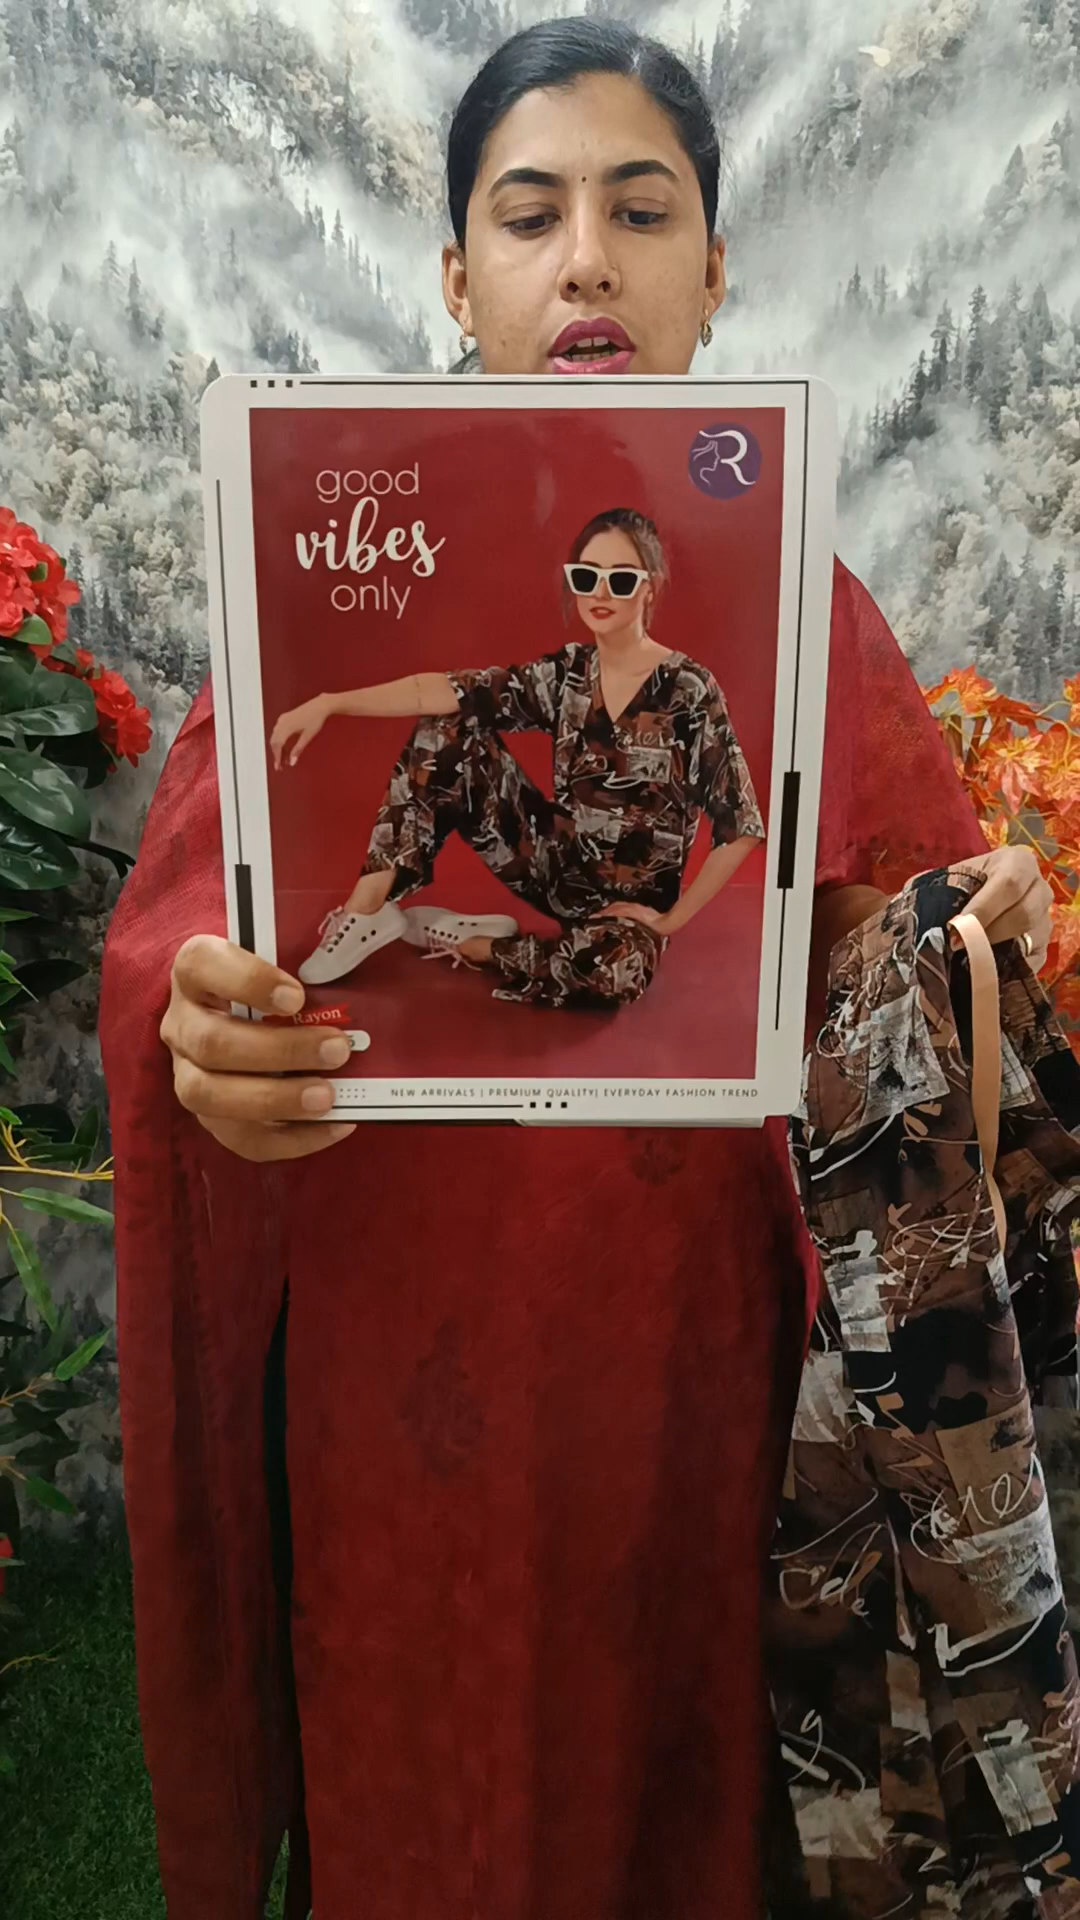 good
vibes
only
R
Rayon
NEW ARRIVALS | PREMIUM QUALITY| EVERYDAY FASHION TREND